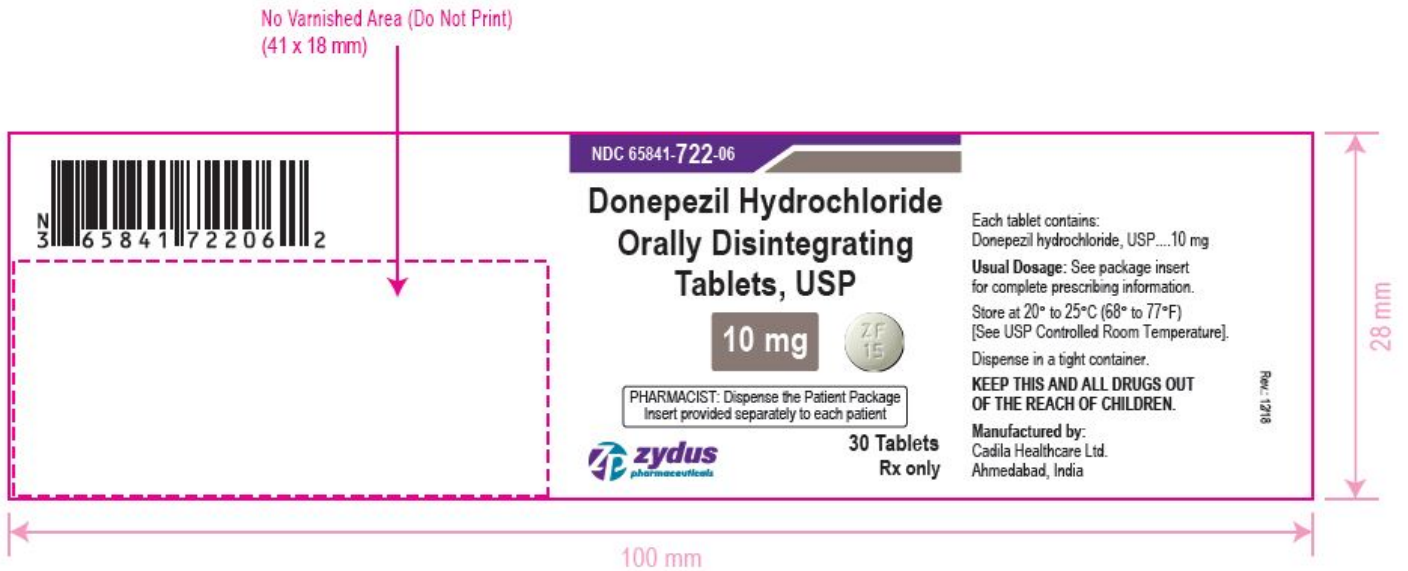 No Varnished Area (Do Not Print)
(41 x 18 mm)
N
3 65841 72206 2
NDC 65841-722-06
Donepezil Hydrochloride
Orally Disintegrating
Tablets, USP
10 mg
ZF
15
PHARMACIST: Dispense the Patient Package
Insert provided separately to each patient
zydus
pharmaceuticals
30 Tablets
Rx only
Each tablet contains:
Donepezil hydrochloride, USP....10 mg
Usual Dosage: See package insert
for complete prescribing information.
Store at 20° to 25°C (68° to 77°F)
[See USP Controlled Room Temperature].
Dispense in a tight container.
KEEP THIS AND ALL DRUGS OUT
OF THE REACH OF CHILDREN.
Manufactured by:
Cadila Healthcare Ltd.
Ahmedabad, India
Rev.: 12/18
28 mm
100 mm